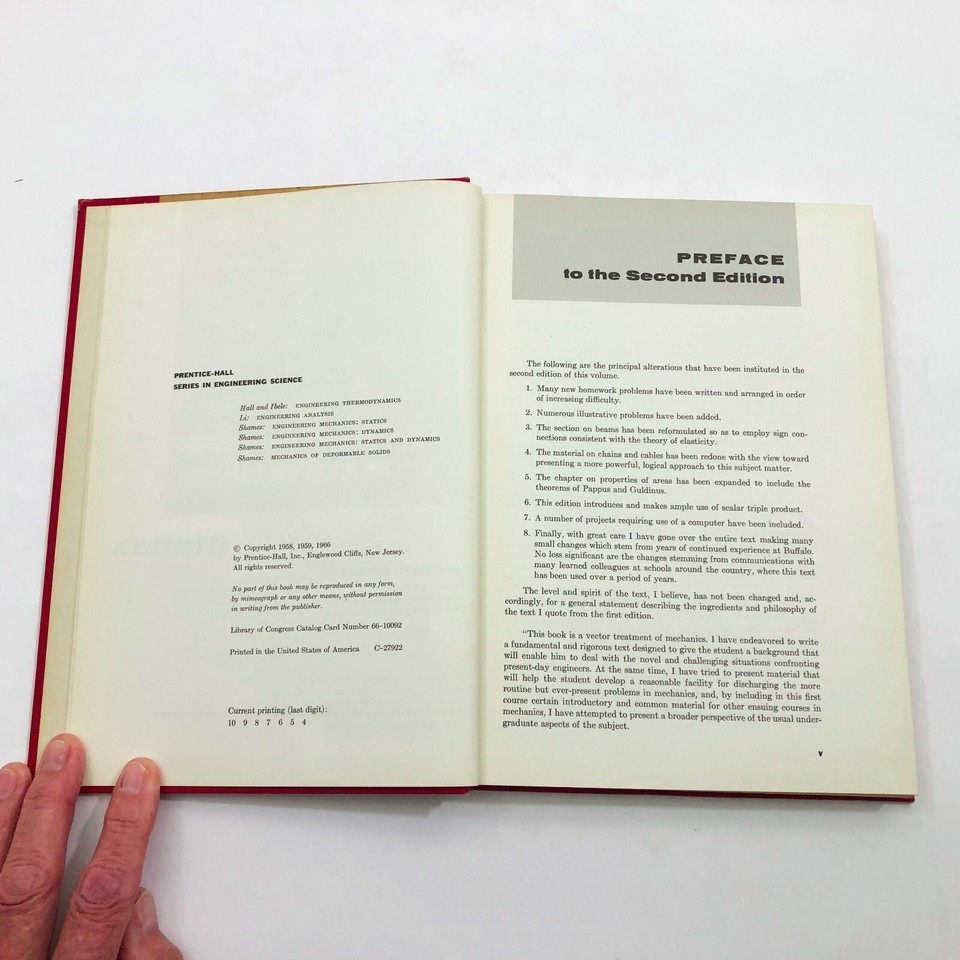 PRENTICE-HALL
SERIES IN ENGINEERING SCIENCE
Hall and Ibele: ENGINEERING THERMODYNAMICS
Li: ENGINEERING ANALYSIS
Shames: ENGINEERING MECHANICS: STATICS
Shames: ENGINEERING MECHANICS: DYNAMICS
Shames: ENGINEERING MECHANICS: STATICS AND DYNAMICS
Shames: MECHANICS OF DEFORMABLE SOLIDS
© Copyright 1958, 1959, 1966
by Prentice-Hall, Inc., Englewood Cliffs, New Jersey.
All rights reserved.
No part of this book may be reproduced in any form,
by mimeograph or any other means, without permission
in writing from the publisher.
Library of Congress Catalog Card Number 66-10092
Printed in the United States of America C-27922
Current printing (last digit):
10 9 8 7 6 5 4
PREFACE
to the Second Edition
The following are the principal alterations that have been instituted in the
second edition of this volume.
1. Many new homework problems have been written and arranged in order
of increasing difficulty.
2. Numerous illustrative problems have been added.
3. The section on beams has been reformulated so as to employ sign con-
nections consistent with the theory of elasticity.
4. The material on chains and cables has been redone with the view toward
presenting a more powerful, logical approach to this subject matter.
5. The chapter on properties of areas has been expanded to include the
theorems of Pappus and Guldinus.
6. This edition introduces and makes ample use of scalar triple product.
7. A number of projects requiring use of a computer have been included.
8. Finally, with great care I have gone over the entire text making many
small changes which stem from years of continued experience at Buffalo.
No less significant are the changes stemming from communications with
many learned colleagues at schools around the country, where this text
has been used over a period of years.
The level and spirit of the text, I believe, has not been changed and, ac-
cordingly, for a general statement describing the ingredients and philosophy of
the text I quote from the first edition.
"This book is a vector treatment of mechanics. I have endeavored to write
a fundamental and rigorous text designed to give the student a background that
will enable him to deal with the novel and challenging situations confronting
present-day engineers. At the same time, I have tried to present material that
will help the student develop a reasonable facility for discharging the more
routine but ever-present problems in mechanics, and, by including in this first
course certain introductory and common material for other ensuing courses in
mechanics, I have attempted to present a broader perspective of the usual under-
graduate aspects of the subject.
v